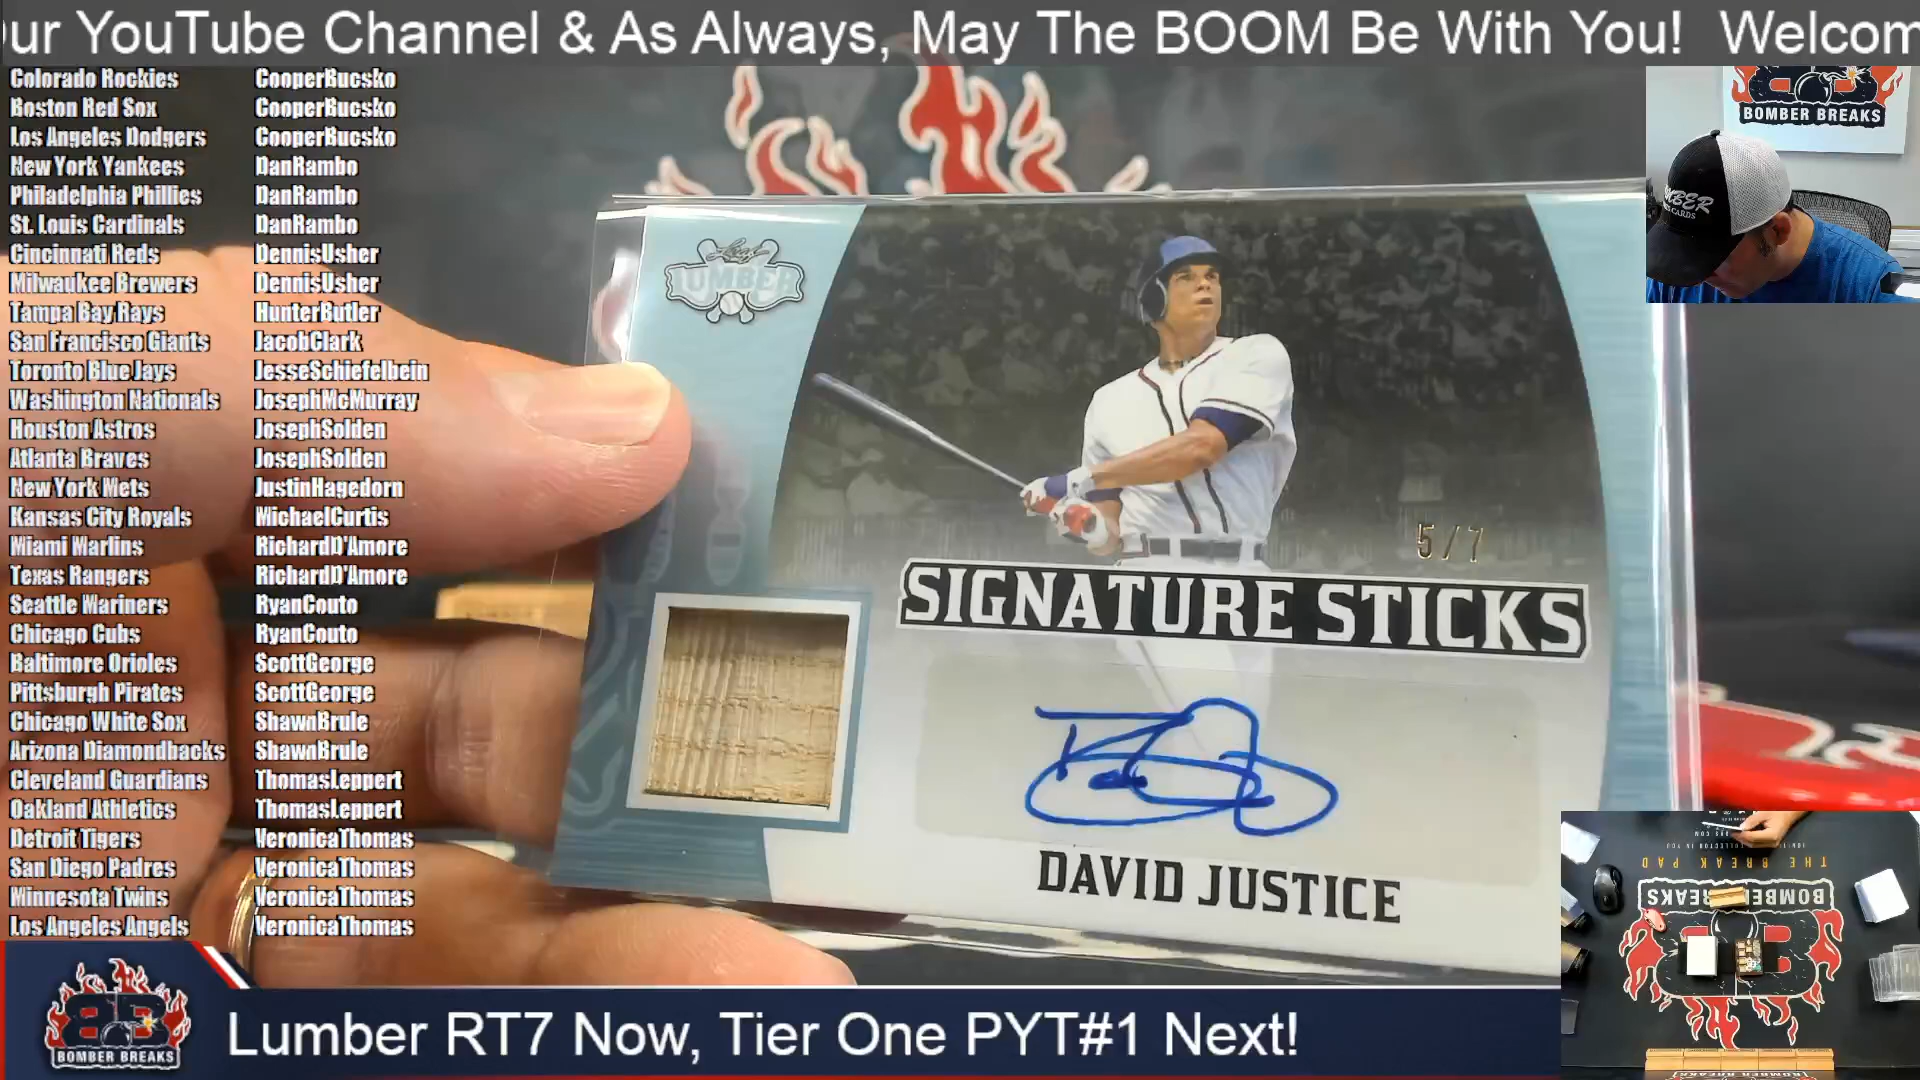 ur YouTube Channel & As Always, May The BOOM Be With You! Welcom
Colorado Rockies CooperBucsko
Boston Red Sox CooperBucsko
Los Angeles Dodgers CooperBucsko
New York Yankees DanRambo
Philadelphia Phillies DanRambo
St. Louis Cardinals DanRambo
Cincinnati Reds DennisUsher
Milwaukee Brewers DennisUsher
Tampa Bay Rays HunterButler
San Francisco Giants JacobClark
Toronto Blue Jays JesseSchiefelbein
Washington Nationals JosephMcMurray
Houston Astros JosephSolden
Atlanta Braves JosephSolden
New York Mets JustinHagedorn
Kansas City Royals MichaelCurtis
Miami Marlins RichardD'Amore
Texas Rangers RichardD'Amore
Seattle Mariners RyanCouto
Chicago Cubs RyanCouto
Baltimore Orioles ScottGeorge
Pittsburgh Pirates ScottGeorge
Chicago White Sox ShawnBrule
Arizona Diamondbacks ShawnBrule
Cleveland Guardians ThomasLeppert
Oakland Athletics ThomasLeppert
Detroit Tigers VeronicaThomas
San Diego Padres VeronicaThomas
Minnesota Twins VeronicaThomas
Los Angeles Angels VeronicaThomas
Leaf
LUMBER
5/7
SIGNATURE STICKS
DAVID JUSTICE
BOMBER BREAKS
THE BREAK PAD
BOMBER BREAKS
BOMBER BREAKS
Lumber RT7 Now, Tier One PYT#1 Next!